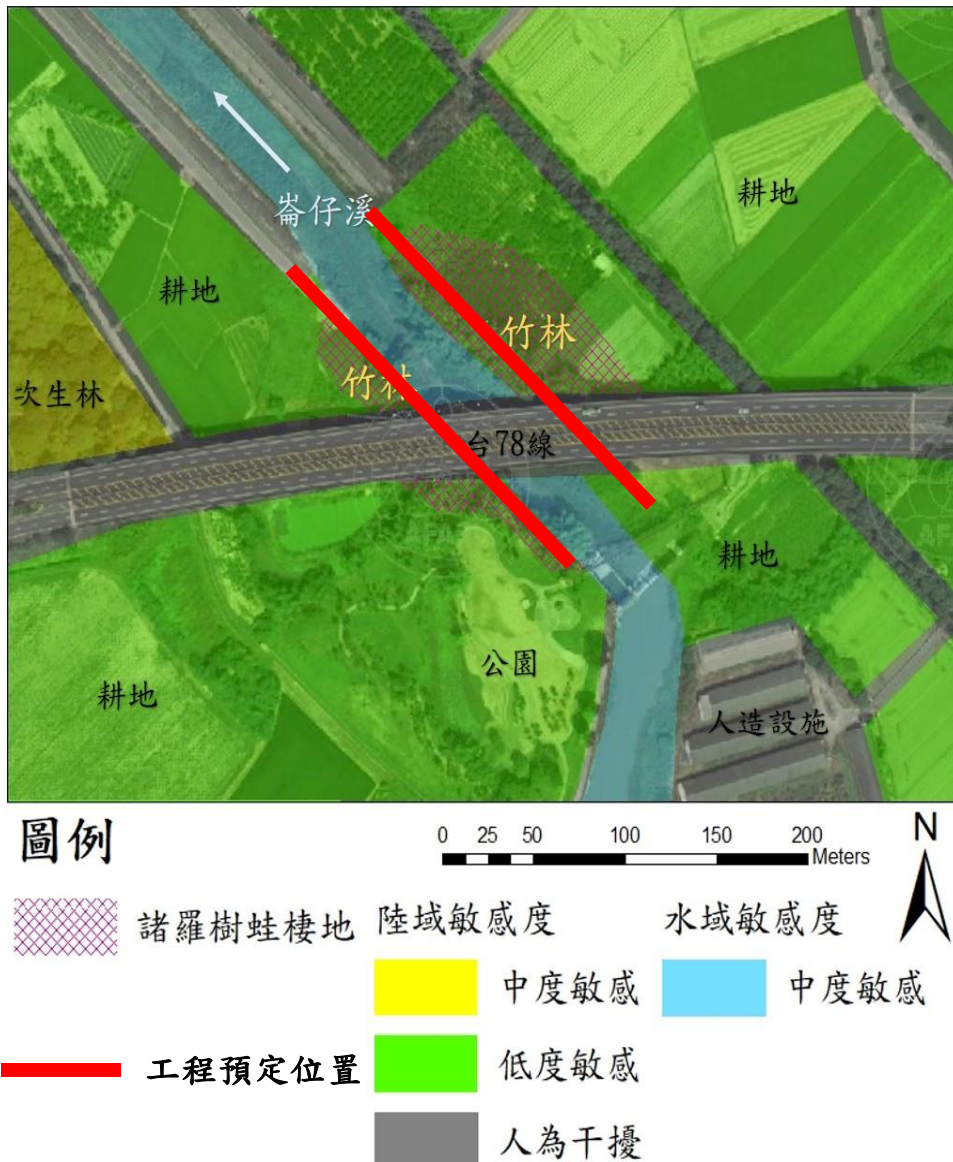 崙仔溪
耕地
耕地
竹林
竹林
次生林
台78線
耕地
公園
耕地
人造設施
圖例
0 25 50 100 150 200
Meters
N
諸羅樹蛙棲地
陸域敏感度
水域敏感度
中度敏感
中度敏感
工程預定位置
低度敏感
人為干擾